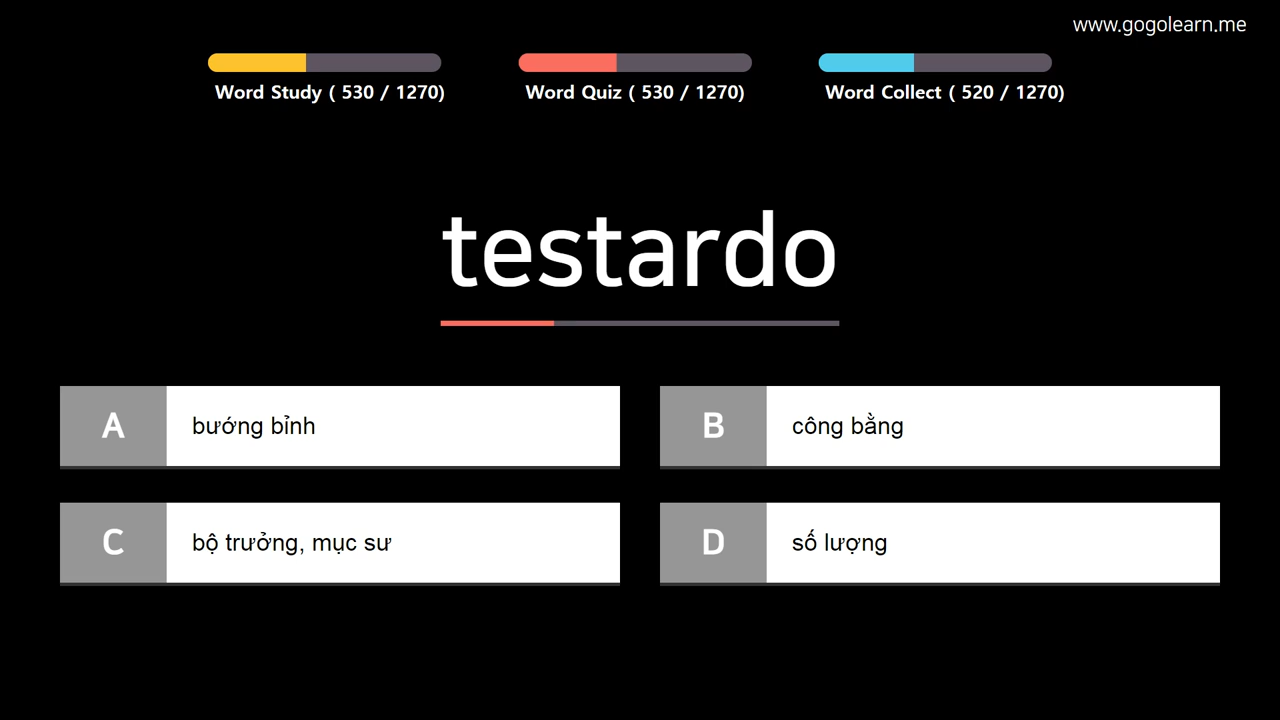 www.gogolearn.me
Word Study ( 530 / 1270)
Word Quiz ( 530 / 1270)
Word Collect ( 520 / 1270)
testardo
A
bướng bỉnh
B
công bằng
C
bộ trưởng, mục sư
D
số lượng